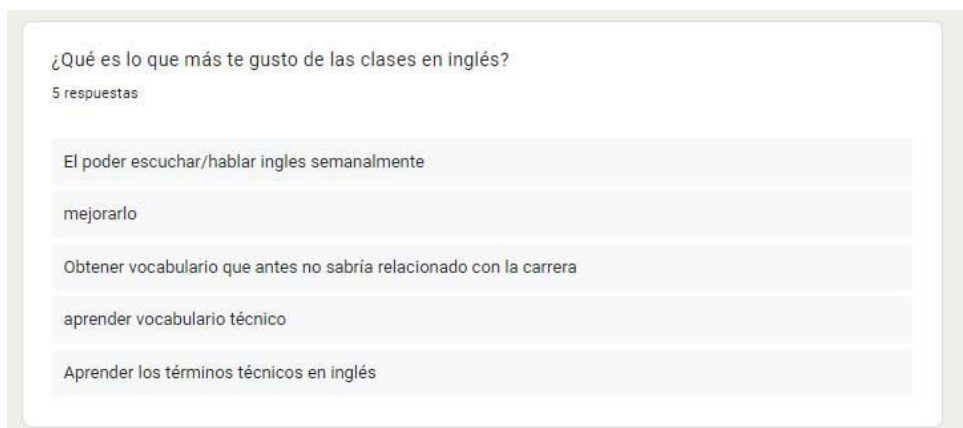 ¿Qué es lo que más te gusto de las clases en inglés?
5 respuestas
El poder escuchar/hablar ingles semanalmente
mejorarlo
Obtener vocabulario que antes no sabría relacionado con la carrera
aprender vocabulario técnico
Aprender los términos técnicos en inglés